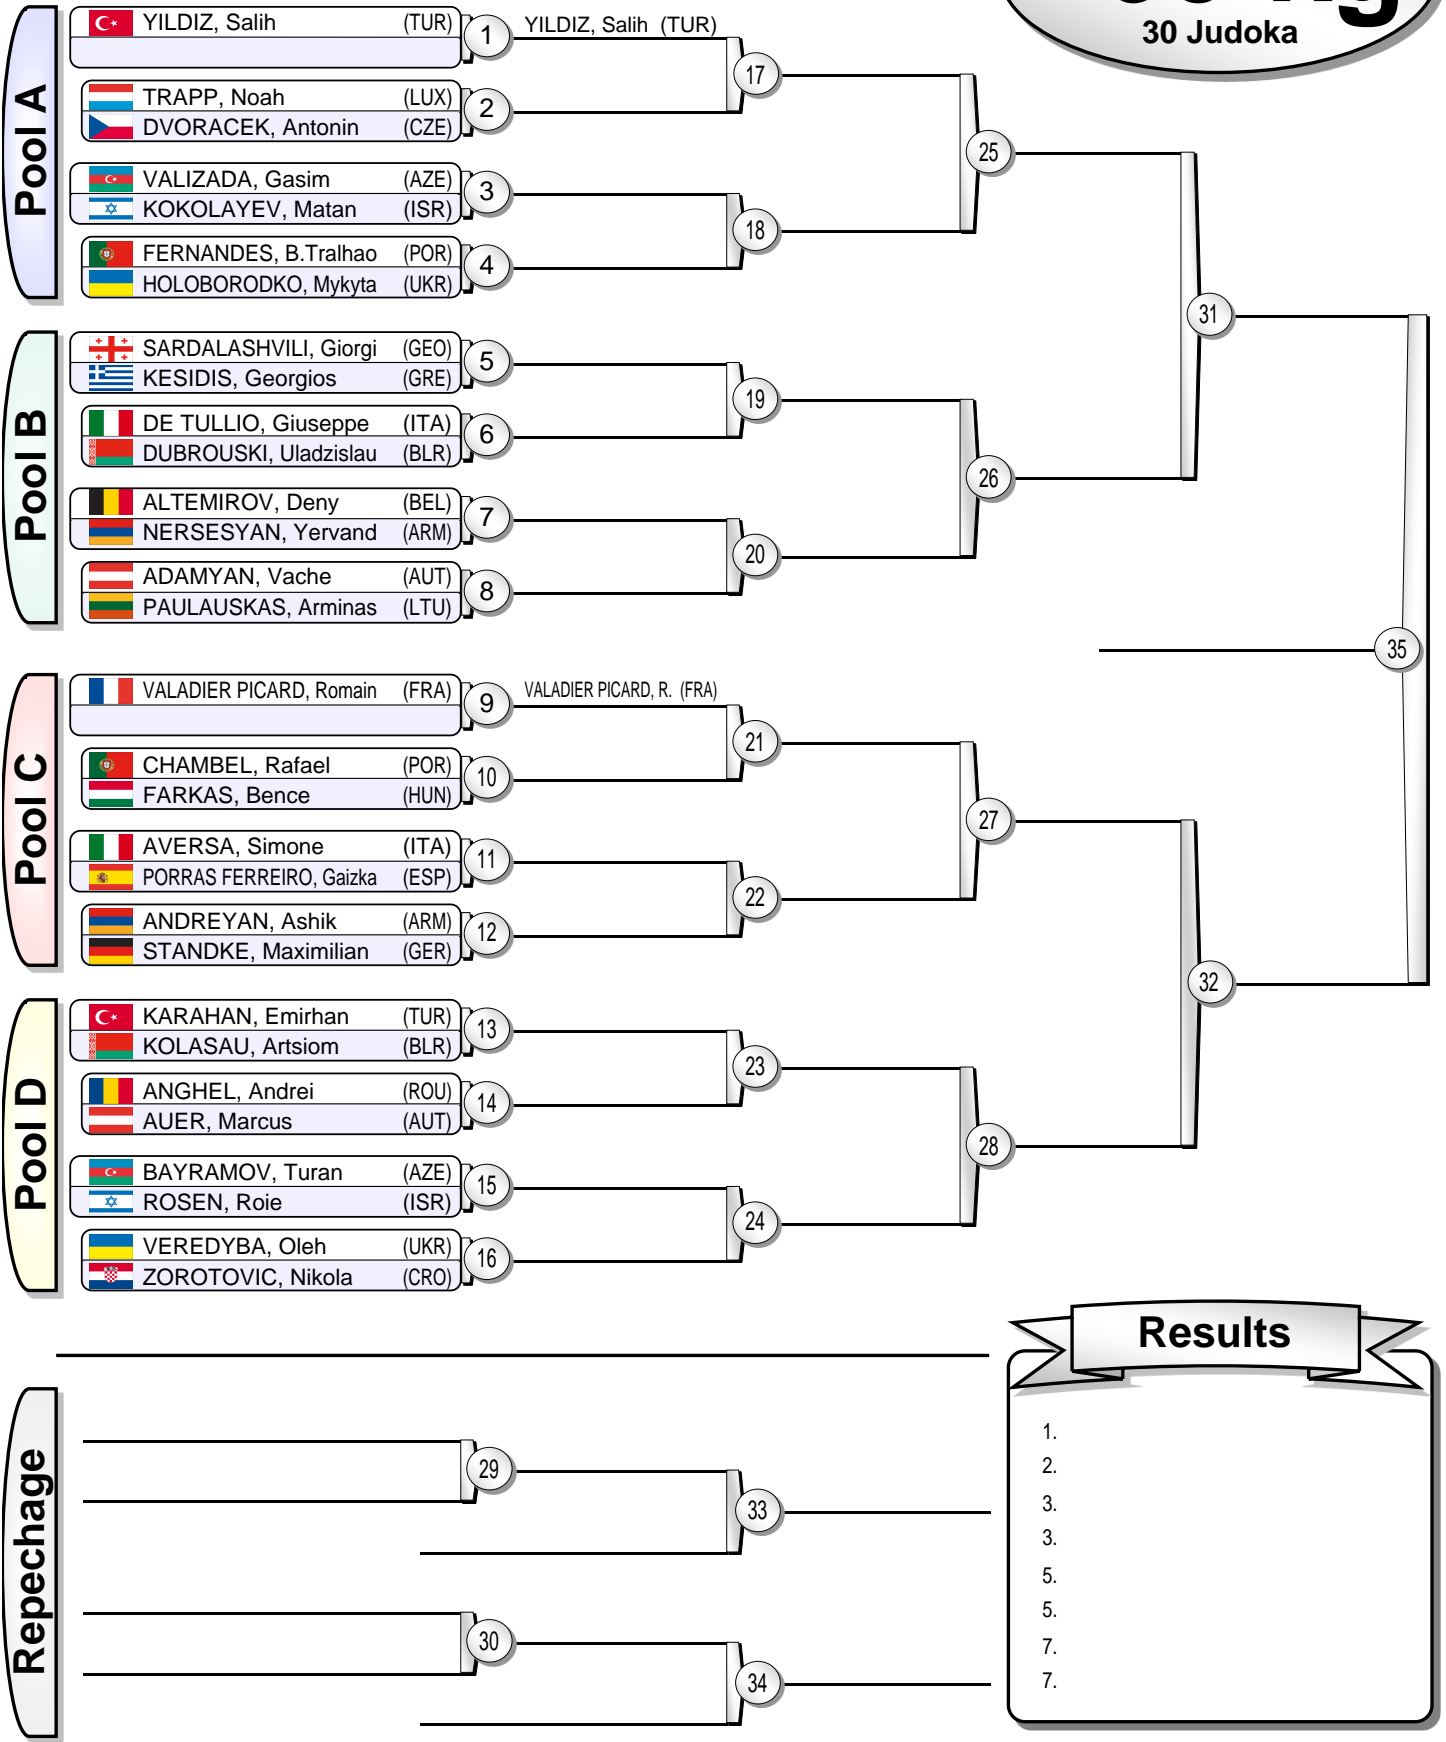 30 Judoka
Pool A
YILDIZ, Salih (TUR)
1
YILDIZ, Salih (TUR)
17
TRAPP, Noah (LUX)
2
DVORACEK, Antonin (CZE)
25
VALIZADA, Gasim (AZE)
3
KOKOLAYEV, Matan (ISR)
18
FERNANDES, B.Tralhao (POR)
4
HOLOBORODKO, Mykyta (UKR)
31
Pool B
SARDALASHVILI, Giorgi (GEO)
5
KESIDIS, Georgios (GRE)
19
DE TULLIO, Giuseppe (ITA)
6
DUBROUSKI, Uladzislau (BLR)
26
ALTEMIROV, Deny (BEL)
7
NERSESYAN, Yervand (ARM)
20
ADAMYAN, Vache (AUT)
8
PAULAUSKAS, Arminas (LTU)
35
Pool C
VALADIER PICARD, Romain (FRA)
9
VALADIER PICARD, R. (FRA)
21
CHAMBEL, Rafael (POR)
10
FARKAS, Bence (HUN)
27
AVERSA, Simone (ITA)
11
PORRAS FERREIRO, Gaizka (ESP)
22
ANDREYAN, Ashik (ARM)
12
STANDKE, Maximilian (GER)
32
Pool D
KARAHAN, Emirhan (TUR)
13
KOLASAU, Artsiom (BLR)
23
ANGHEL, Andrei (ROU)
14
AUER, Marcus (AUT)
28
BAYRAMOV, Turan (AZE)
15
ROSEN, Roie (ISR)
24
VEREDYBA, Oleh (UKR)
16
ZOROTOVIC, Nikola (CRO)
Repechage
29
33
30
34
Results
1.
2.
3.
3.
5.
5.
7.
7.